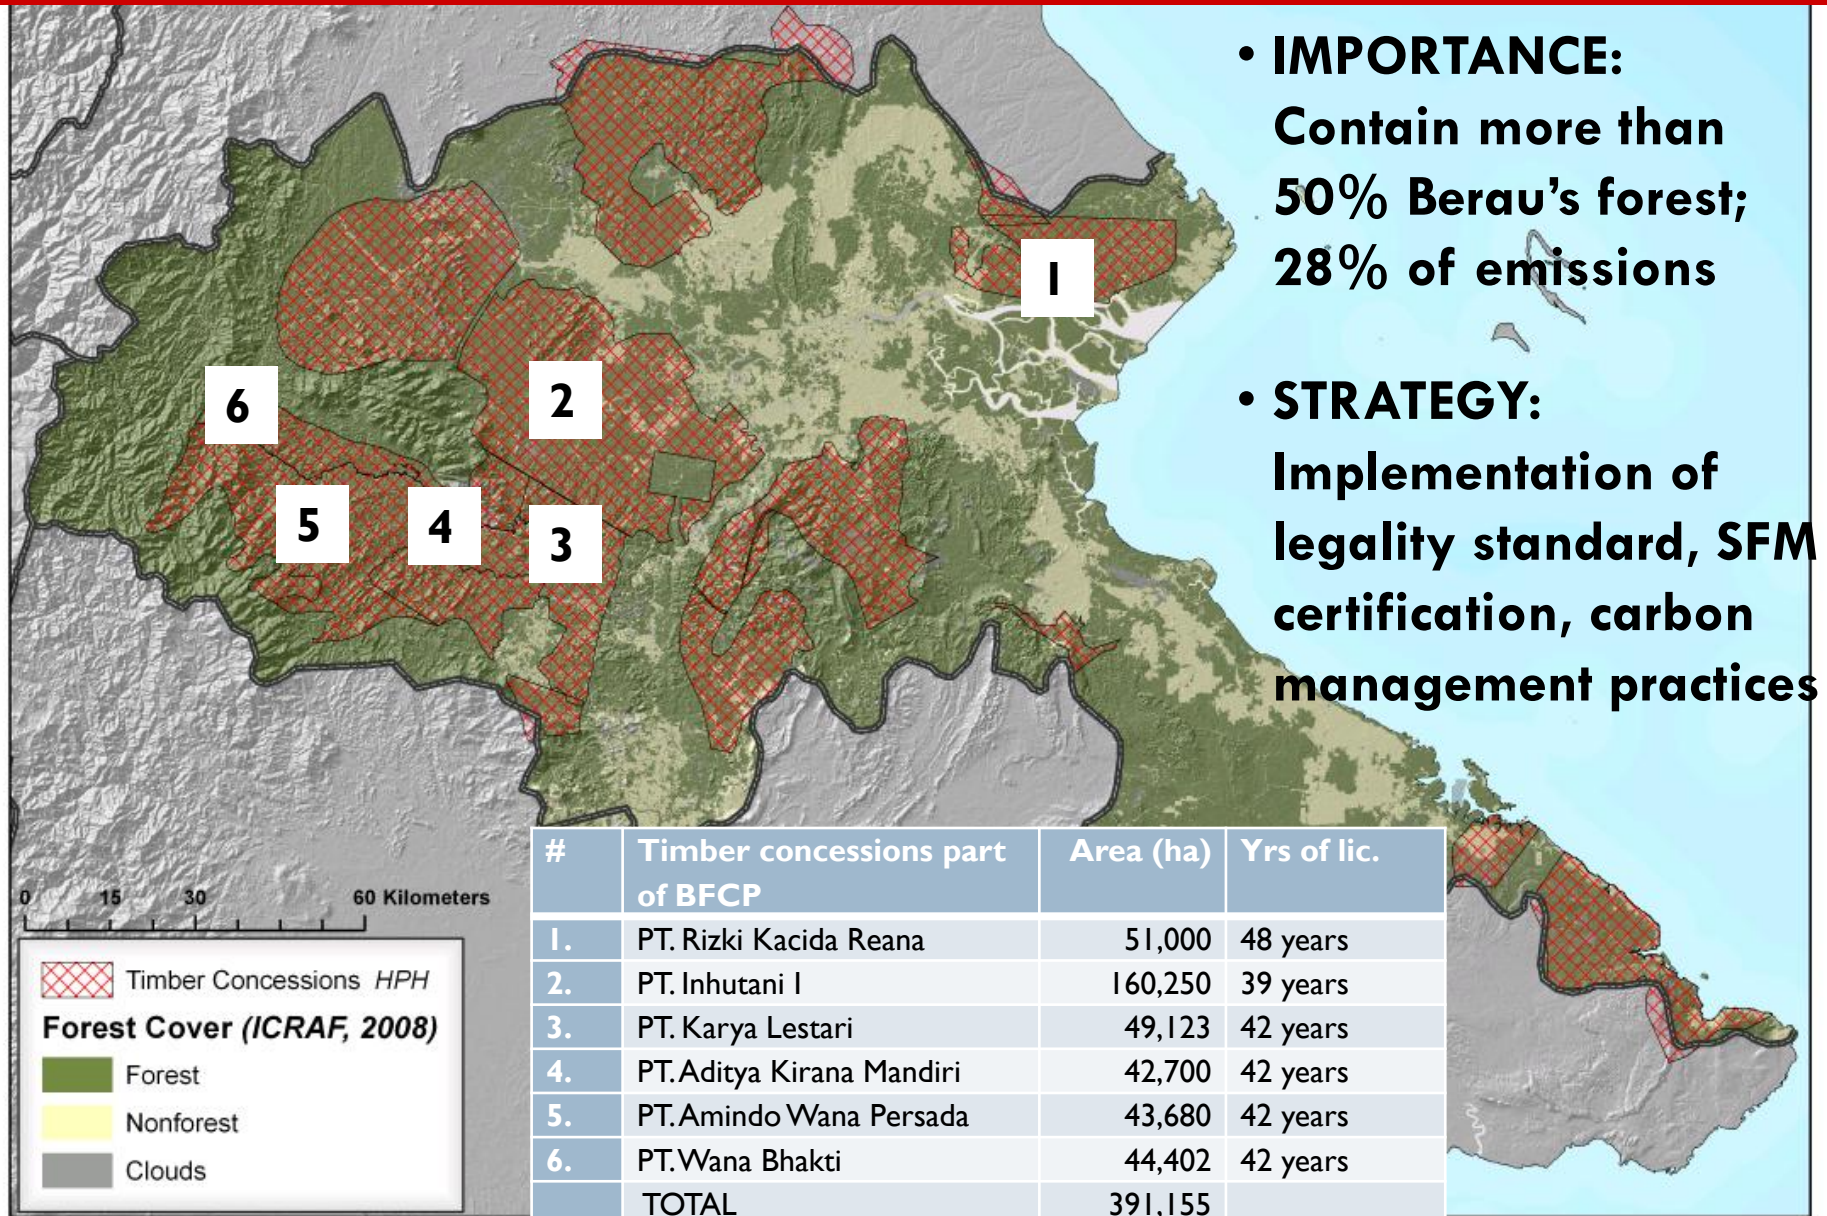 • IMPORTANCE:
Contain more than
50% Berau's forest;
28% of emissions
• STRATEGY:
Implementation of
legality standard, SFM
certification, carbon
management practices
1
2
6
5
4
3
0 15 30 60 Kilometers
Timber Concessions HPH
Forest Cover (ICRAF, 2008)
Forest
Nonforest
Clouds
# Timber concessions part of BFCP Area (ha) Yrs of lic.
1. PT. Rizki Kacida Reana 51,000 48 years
2. PT. Inhutani I 160,250 39 years
3. PT. Karya Lestari 49,123 42 years
4. PT. Aditya Kirana Mandiri 42,700 42 years
5. PT. Amindo Wana Persada 43,680 42 years
6. PT. Wana Bhakti 44,402 42 years
TOTAL 391,155